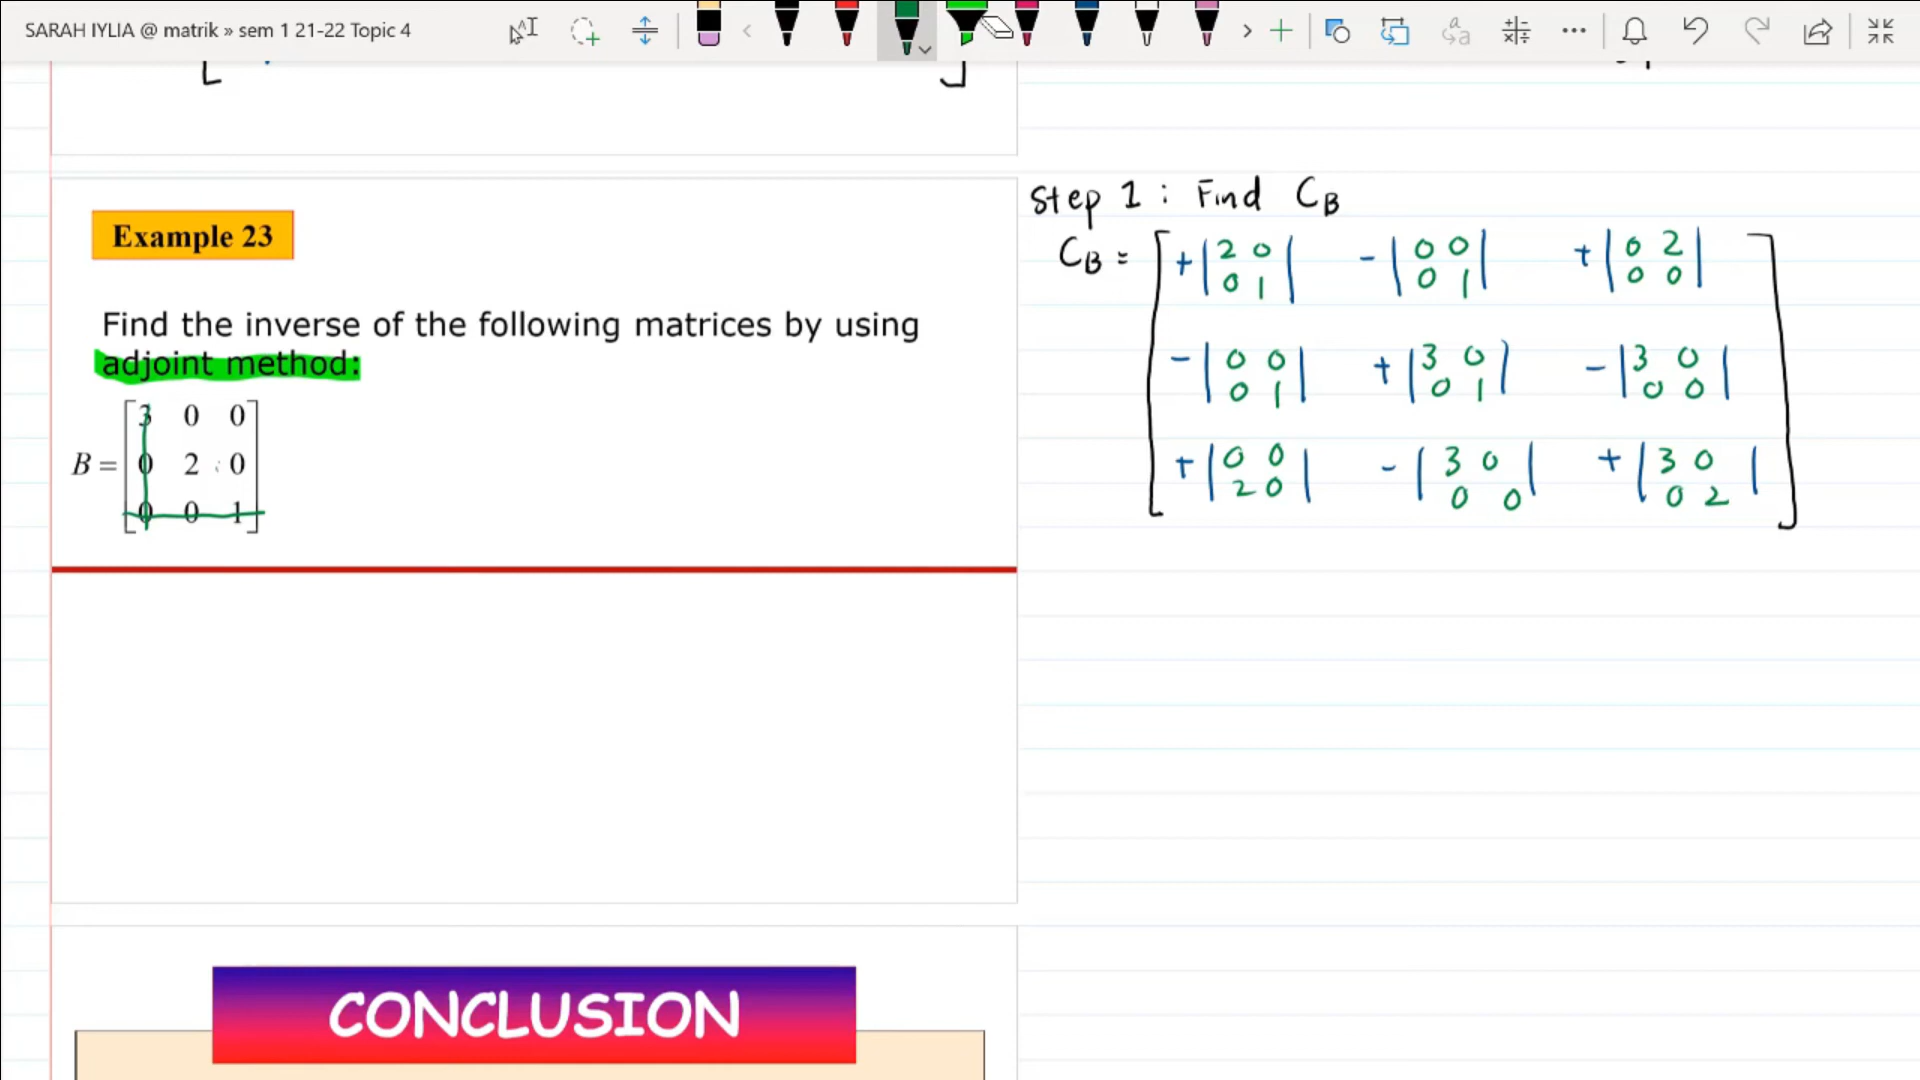 SARAH IYLIA @ matrik » sem 1 21-22 Topic 4
Example 23
Find the inverse of the following matrices by using
adjoint method:
3 0 0
B = 0 2 0
0 0 1
CONCLUSION
Step 1 : Find C_B
C_B = [ +|2 0| -|0 0| +|0 2|
|0 1| |0 1| |0 0|
-|0 0| +|3 0| -|3 0|
|0 1| |0 1| |0 0|
+|0 0| -|3 0| +|3 0|
|2 0| |0 0| |0 2| ]